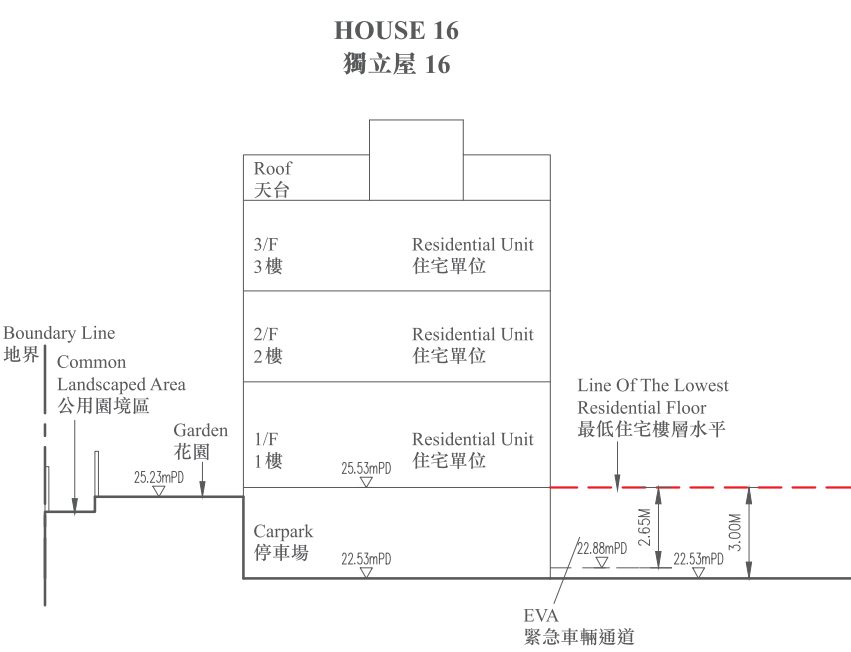 HOUSE 16
獨立屋 16
Roof
天台
3/F
3樓
Residential Unit
住宅單位
2/F
2樓
Residential Unit
住宅單位
Boundary Line
地界
Common
Landscaped Area
公用園境區
Garden
花園
25.23mPD
1/F
1樓
Residential Unit
住宅單位
25.53mPD
Line Of The Lowest
Residential Floor
最低住宅樓層水平
Carpark
停車場
22.53mPD
22.88mPD
2.65M
22.53mPD
3.00M
EVA
緊急車輛通道